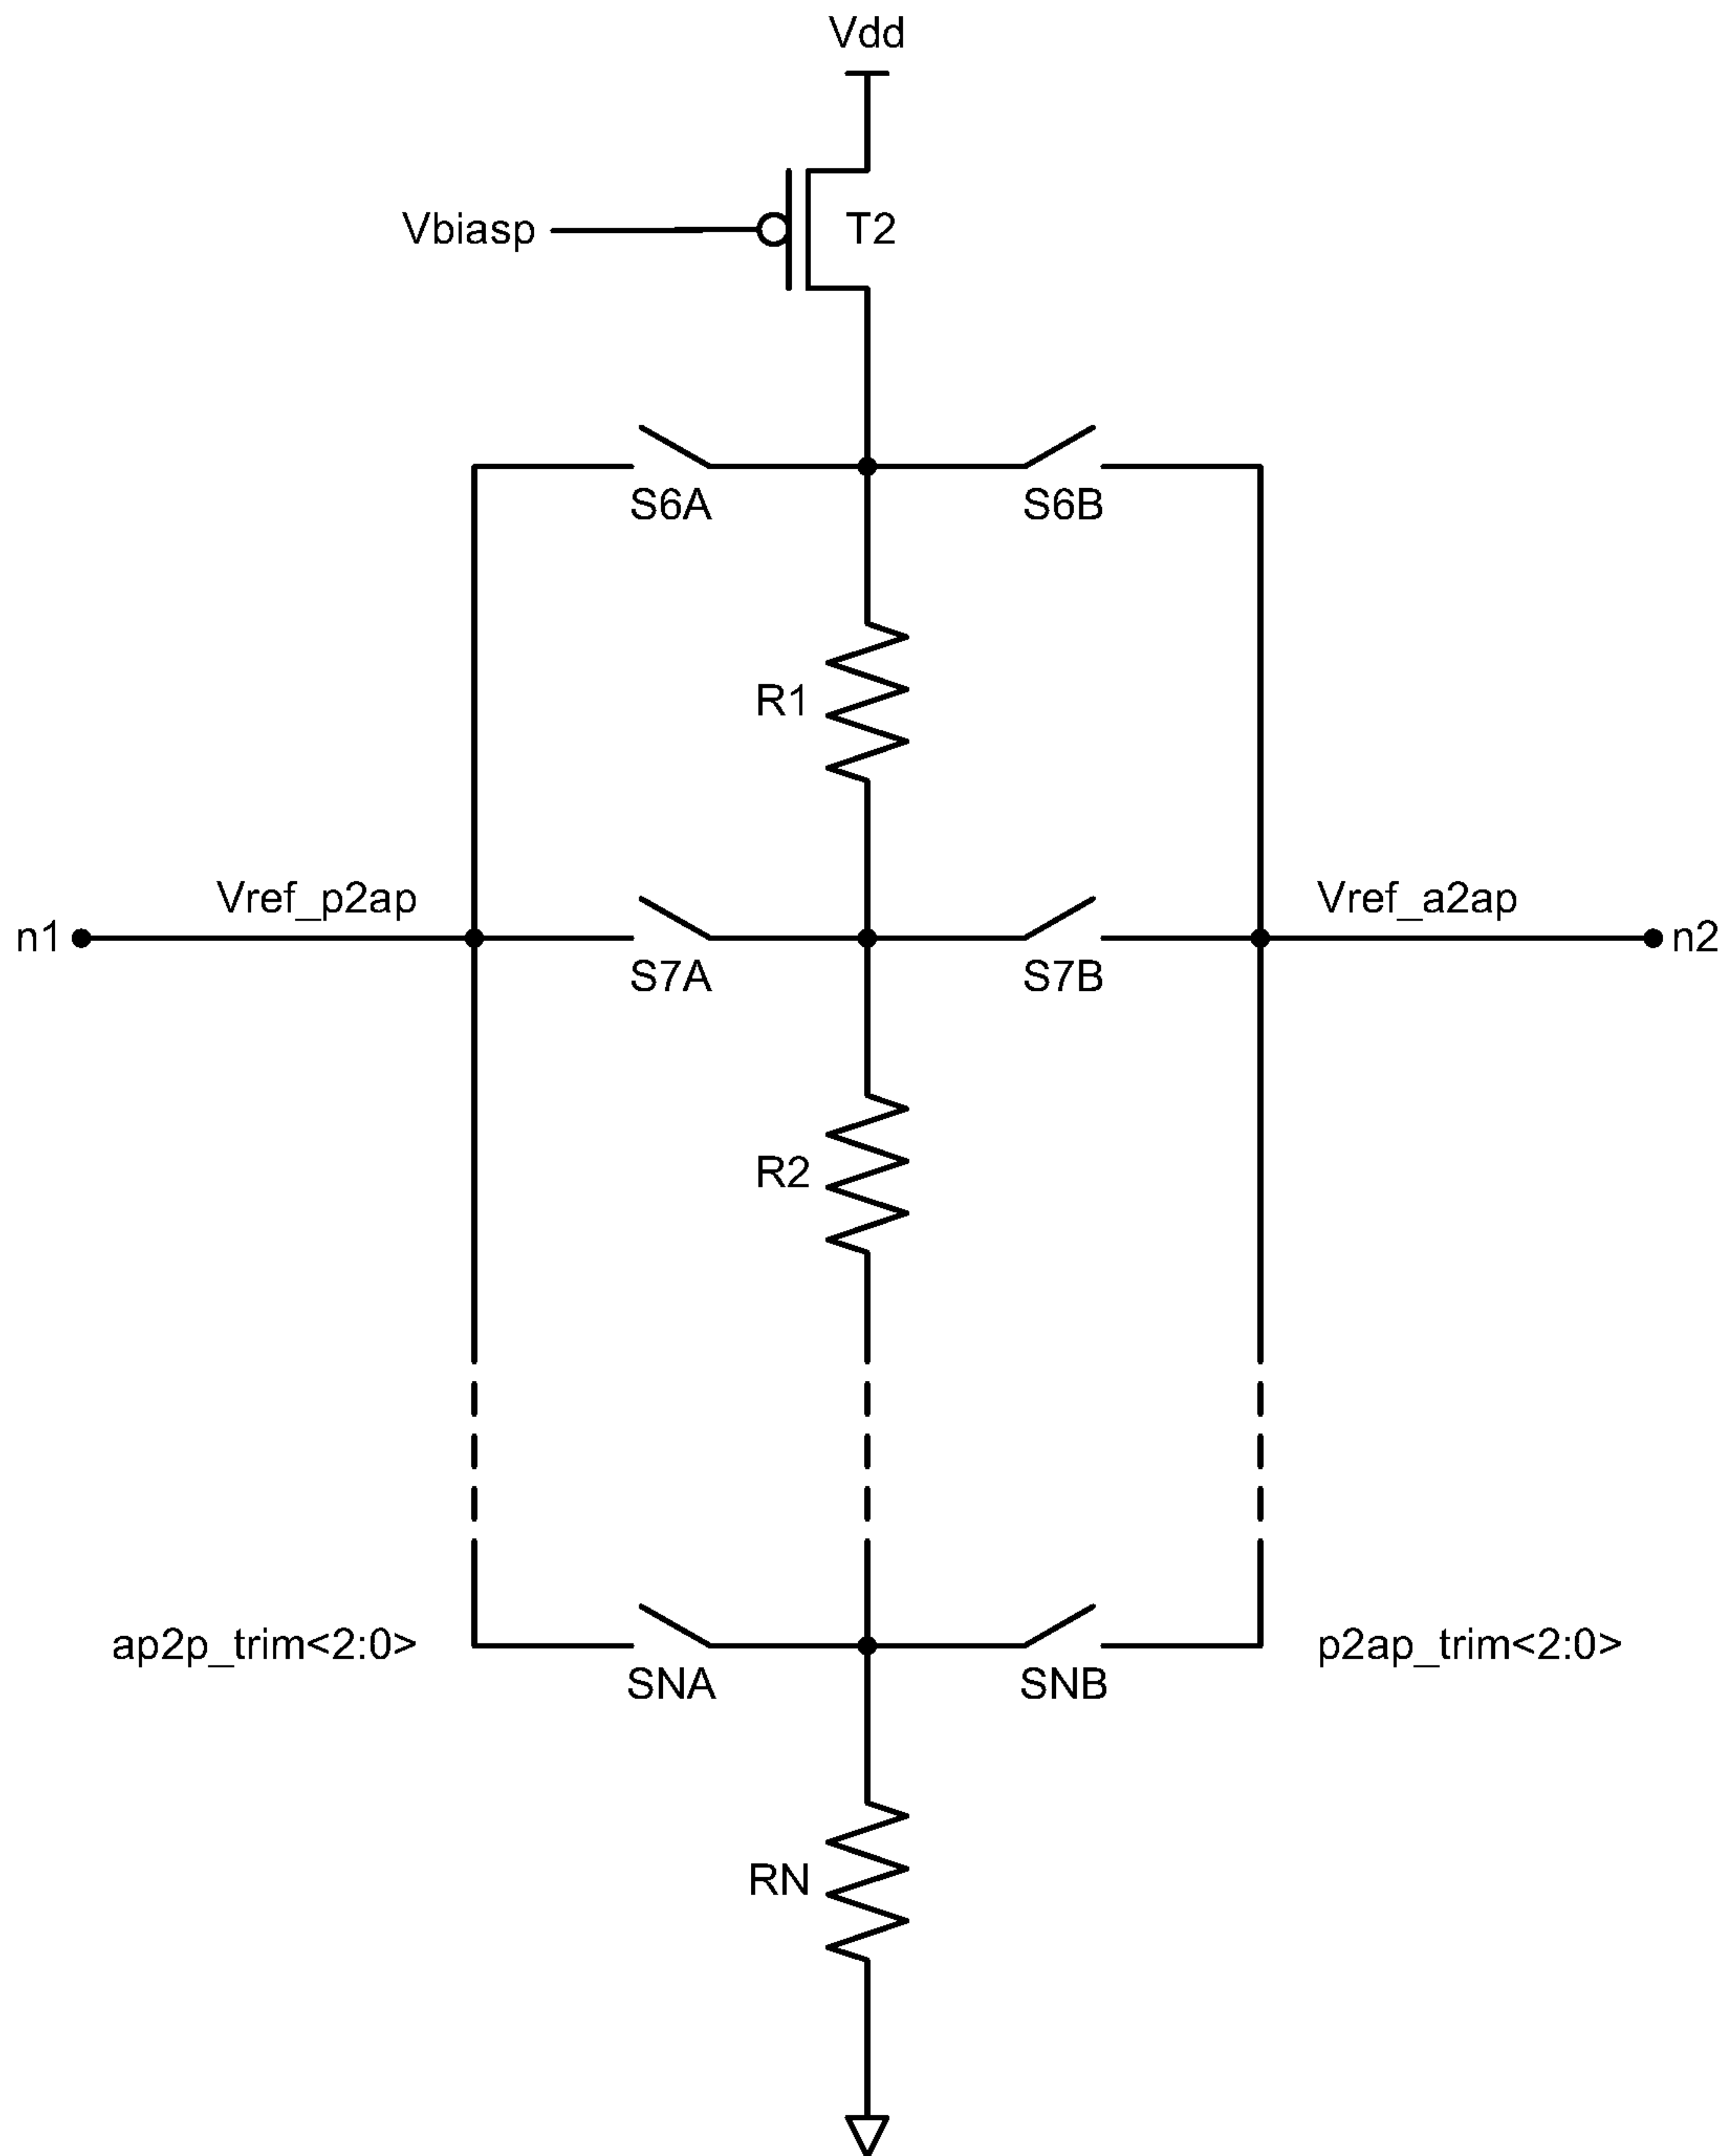 Vdd
Vbiasp
T2
S6A
S6B
R1
Vref_p2ap
Vref_a2ap
n1
n2
S7A
S7B
R2
ap2p_trim<2:0>
p2ap_trim<2:0>
SNA
SNB
RN